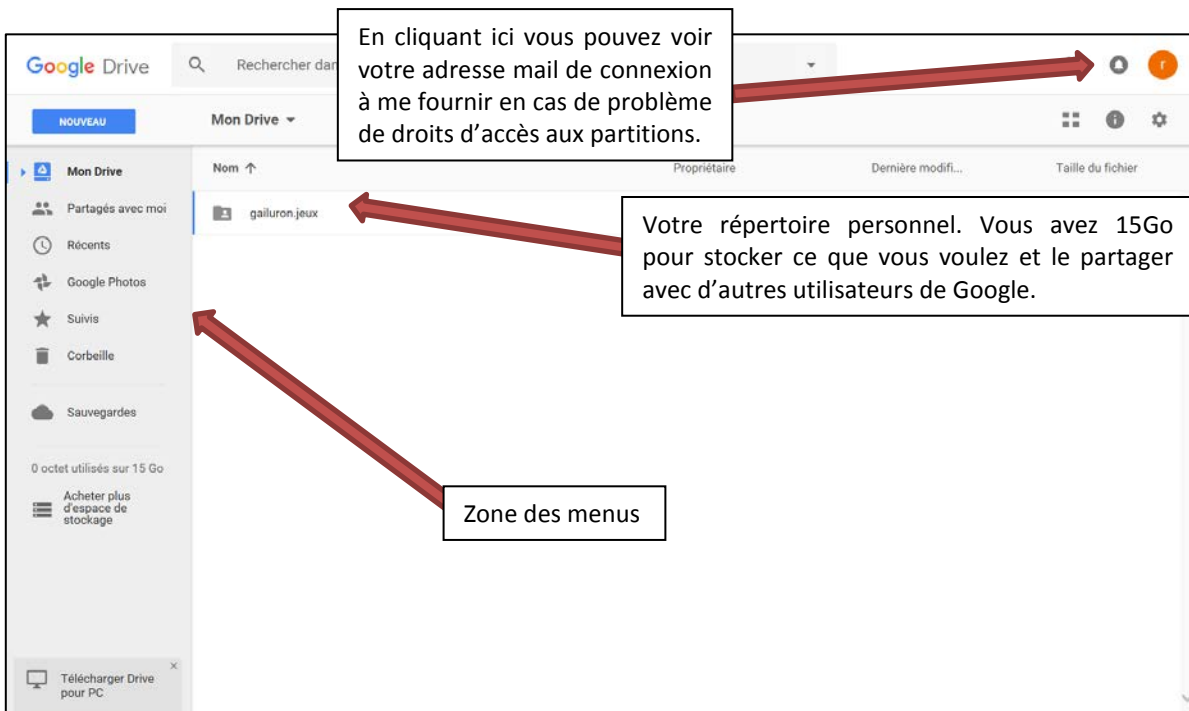 En cliquant ici vous pouvez voir
votre adresse mail de connexion
à me fournir en cas de problème
de droits d'accès aux partitions.
Google Drive
Rechercher dan
r
NOUVEAU
Mon Drive
Mon Drive
Partagés avec moi
Récents
Google Photos
Suivis
Corbeille
Sauvegardes
0 octet utilisés sur 15 Go
Acheter plus
d'espace de
stockage
Télécharger Drive
pour PC
Nom
Propriétaire
Dernière modifi...
Taille du fichier
gailuron.jeux
Votre répertoire personnel. Vous avez 15Go
pour stocker ce que vous voulez et le partager
avec d'autres utilisateurs de Google.
Zone des menus